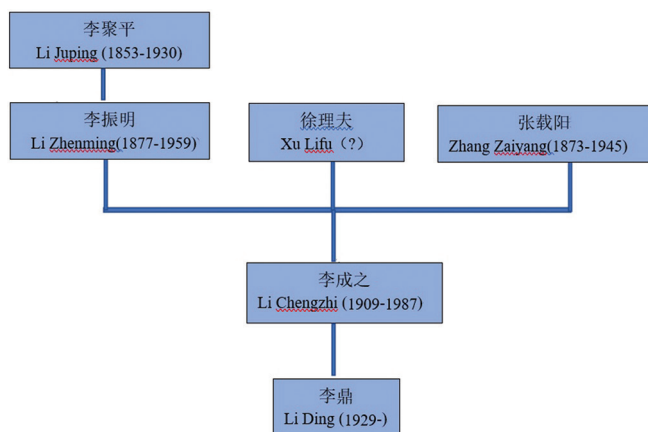 李聚平
Li Juping (1853-1930)
李振明
Li Zhenming(1877-1959)
徐理夫
Xu Lifu（?）
张载阳
Zhang Zaiyang(1873-1945)
李成之
Li Chengzhi (1909-1987)
李鼎
Li Ding (1929-)